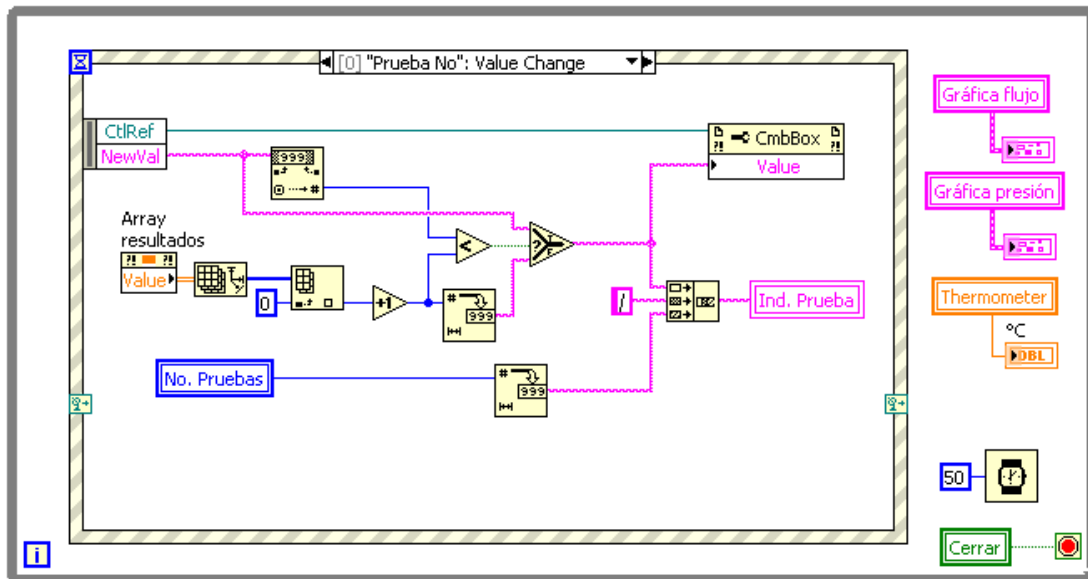 [0] "Prueba No": Value Change
Gráfica flujo
CtlRef
NewVal
999
#
CmbBox
Value
Gráfica presión
Array
resultados
Value
<
?
0
+1
#
999
/
Ind. Prueba
Thermometer
°C
DBL
No. Pruebas
#
999
50
i
Cerrar